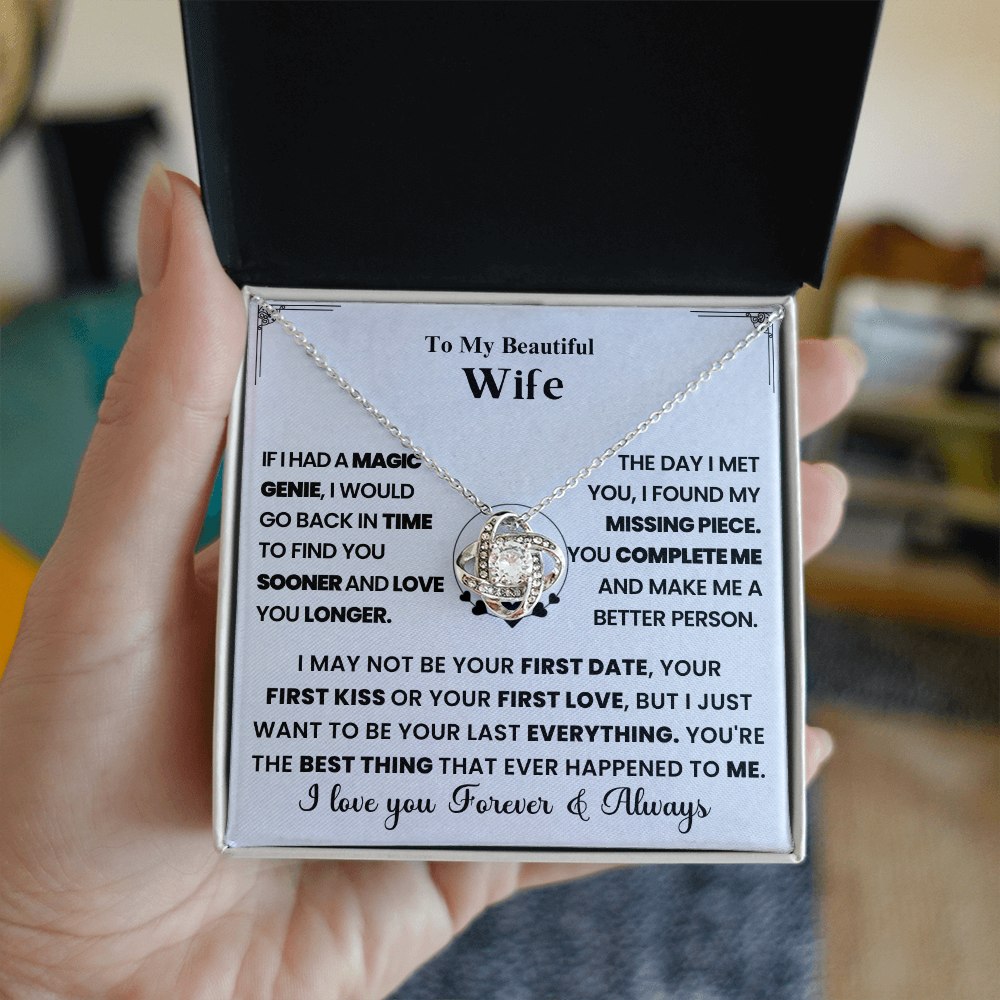 To My Beautiful
Wife
IF I HAD A MAGIC
GENIE, I WOULD
GO BACK IN TIME
TO FIND YOU
SOONER AND LOVE
YOU LONGER.
THE DAY I MET
YOU, I FOUND MY
MISSING PIECE.
YOU COMPLETE ME
AND MAKE ME A
BETTER PERSON.
I MAY NOT BE YOUR FIRST DATE, YOUR
FIRST KISS OR YOUR FIRST LOVE, BUT I JUST
WANT TO BE YOUR LAST EVERYTHING. YOU'RE
THE BEST THING THAT EVER HAPPENED TO ME.
I love you Forever & Always